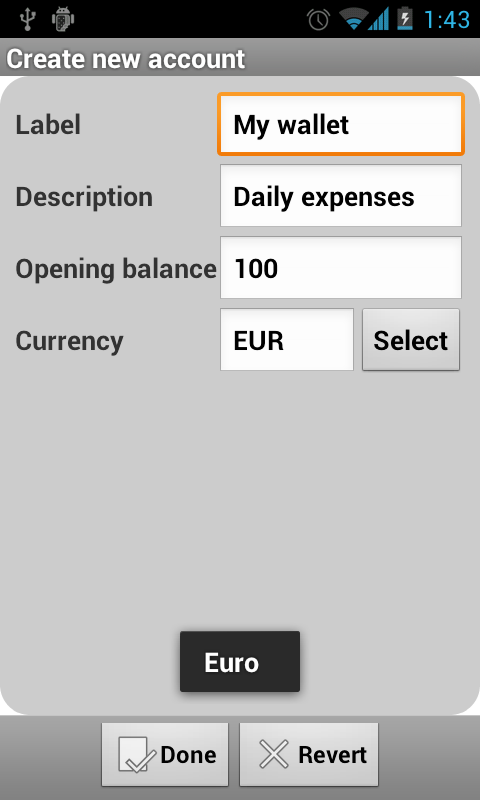 1:43
Create new account
Label My wallet
Description Daily expenses
Opening balance 100
Currency EUR Select
Euro
Done Revert